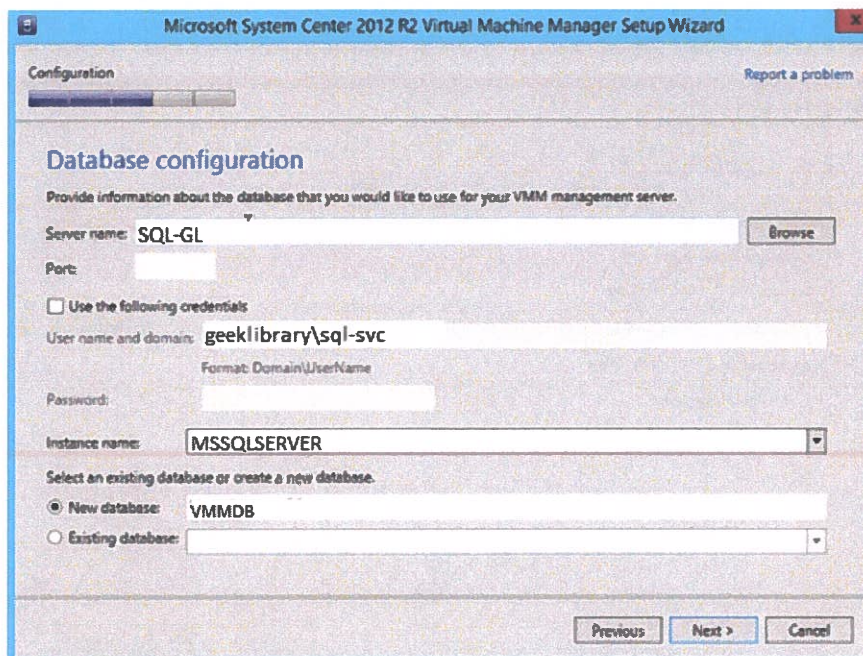 Microsoft System Center 2012 R2 Virtual Machine Manager Setup Wizard
Configuration
Report a problem
Database configuration
Provide information about the database that you would like to use for your VMM management server.
Server name: SQL-GL Browse
Port:
Use the following credentials
User name and domain: geeklibrary\sql-svc
Format: Domain\UserName
Password:
Instance name: MSSQLSERVER
Select an existing database or create a new database.
New database: VMMDB
Existing database:
Previous Next > Cancel